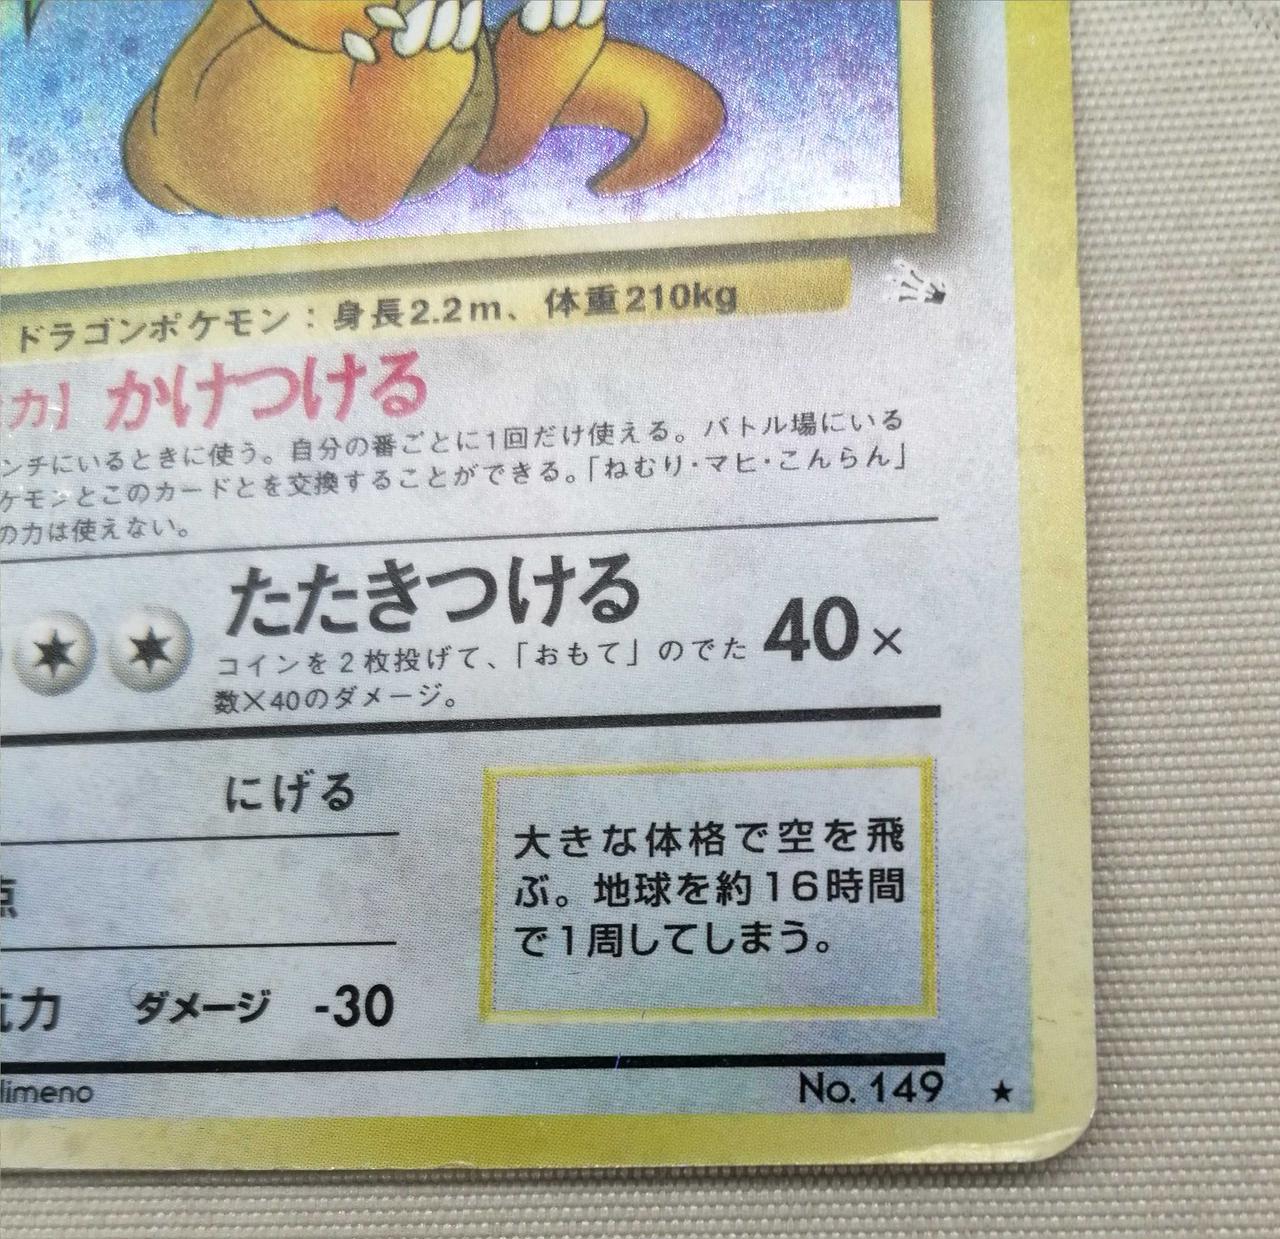 ドラゴンポケモン：身長2.2m、体重210kg
力】かけつける
ンチにいるときに使う。自分の番ごとに1回だけ使える。バトル場にいる
ケモンとこのカードとを交換することができる。「ねむり・マヒ・こんらん」
の力は使えない。
たたきつける
コインを2枚投げて、「おもて」のでた
数×40のダメージ。
40×
にげる
点
抗力 ダメージ -30
大きな体格で空を飛
ぶ。地球を約16時間
で1周してしまう。
limeno
No. 149 ★